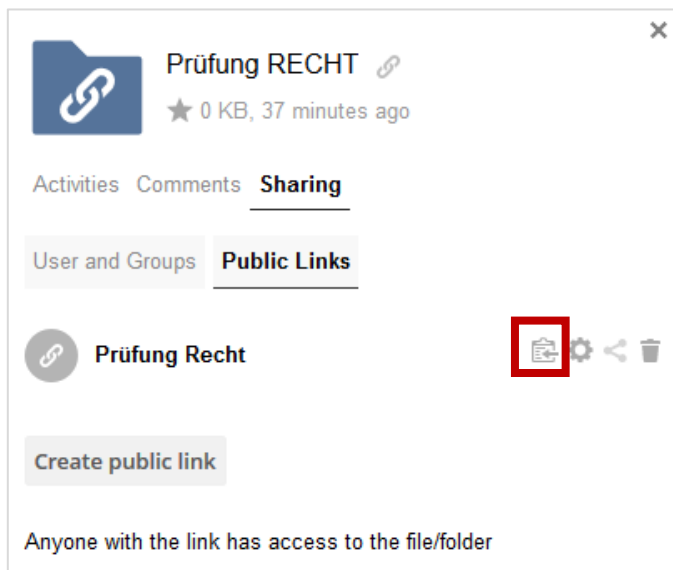 Prüfung RECHT
0 KB, 37 minutes ago
Activities Comments Sharing
User and Groups Public Links
Prüfung Recht
Create public link
Anyone with the link has access to the file/folder